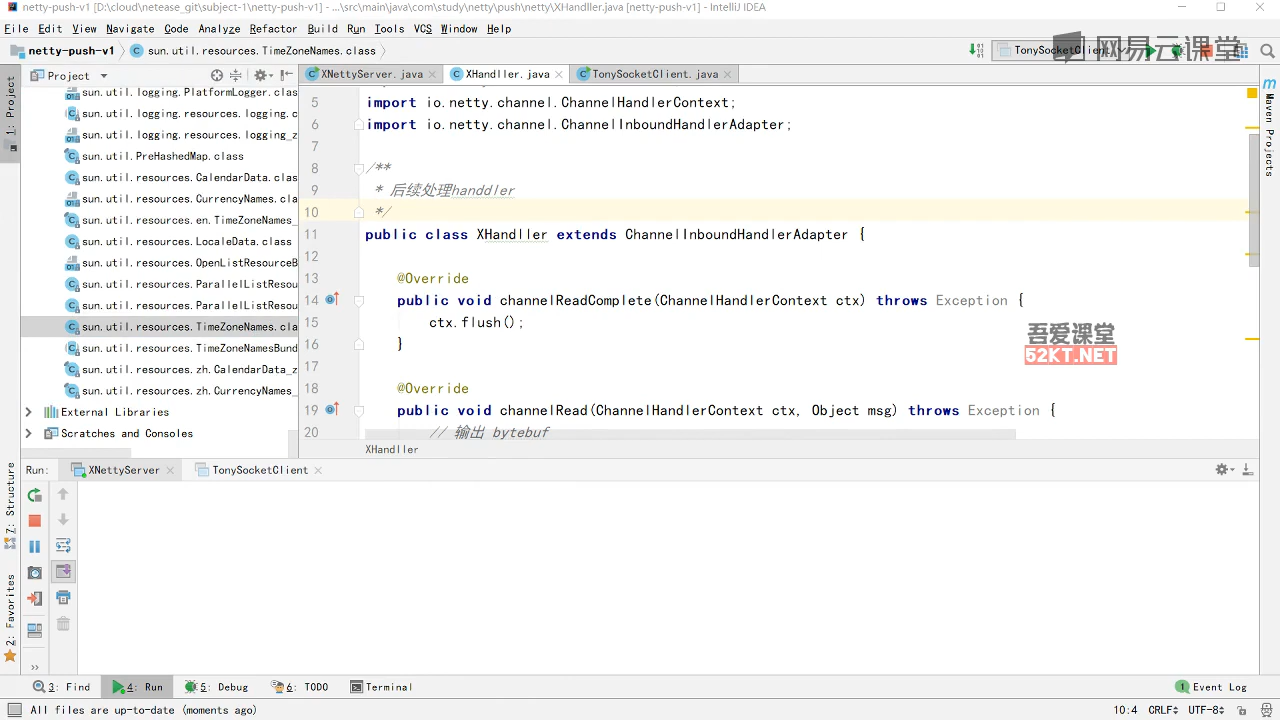 netty-push-v1 [D:\cloud\netease_git\subject-1\netty-push-v1] - ...\src\main\java\com\study\netty\push\netty\XHandller.java [netty-push-v1] - IntelliJ IDEA
File Edit View Navigate Code Analyze Refactor Build Run Tools VCS Window Help
netty-push-v1 sun.util.resources.TimeZoneNames.class TonySocketClient
网易云课堂
1: Project
Project
XNettyServer.java XHandller.java TonySocketClient.java
sun.util.logging.PlatformLogger.clas
sun.util.logging.resources.logging.c
sun.util.logging.resources.logging_z
sun.util.PreHashedMap.class
sun.util.resources.CalendarData.clas
sun.util.resources.CurrencyNames.cla
sun.util.resources.en.TimeZoneNames_
sun.util.resources.LocaleData.class
sun.util.resources.OpenListResourceB
sun.util.resources.ParallelListResou
sun.util.resources.ParallelListResou
sun.util.resources.TimeZoneNames.cla
sun.util.resources.TimeZoneNamesBund
sun.util.resources.zh.CalendarData_z
sun.util.resources.zh.CurrencyNames_
External Libraries
Scratches and Consoles
5 import io.netty.channel.ChannelHandlerContext;
6 import io.netty.channel.ChannelInboundHandlerAdapter;
7
8 /**
9 * 后续处理handdler
10 */
11 public class XHandller extends ChannelInboundHandlerAdapter {
12
13 @Override
14 public void channelReadComplete(ChannelHandlerContext ctx) throws Exception {
15 ctx.flush();
16 }
17
18 @Override
19 public void channelRead(ChannelHandlerContext ctx, Object msg) throws Exception {
20 // 输出 bytebuf
XHandller
吾爱课堂
52KT.NET
Maven Projects
Run: XNettyServer TonySocketClient
Z: Structure
2: Favorites
3: Find 4: Run 5: Debug 6: TODO Terminal 1 Event Log
All files are up-to-date (moments ago) 10:4 CRLF UTF-8